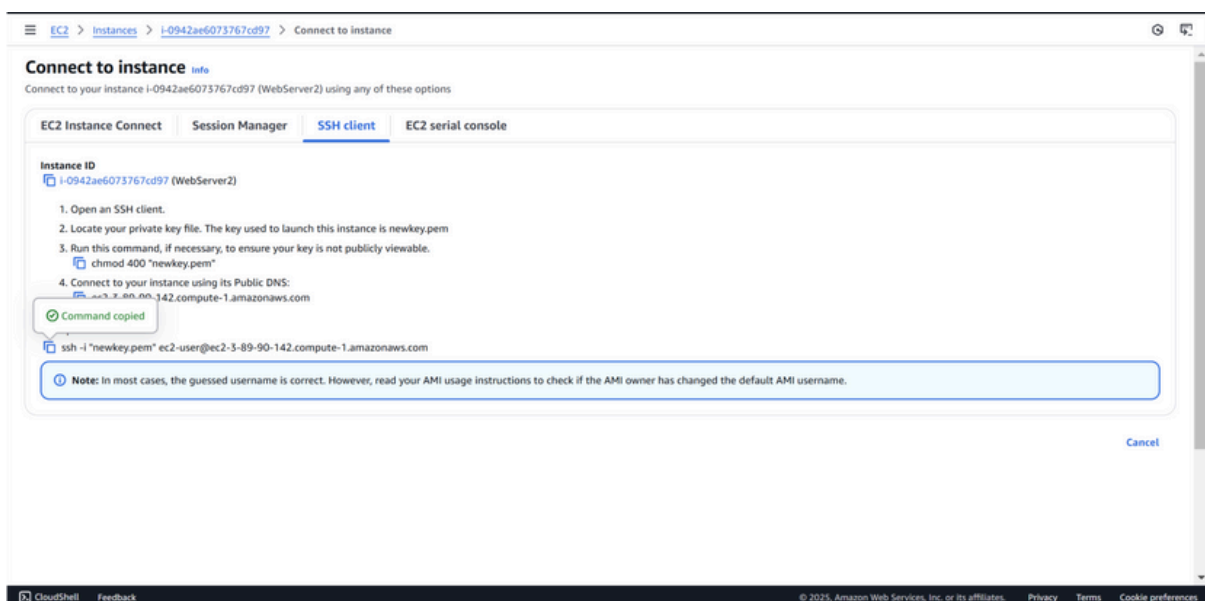 EC2 > Instances > i-0942ae6073767cd97 > Connect to instance
Connect to instance Info
Connect to your instance i-0942ae6073767cd97 (WebServer2) using any of these options
EC2 Instance Connect Session Manager SSH client EC2 serial console
Instance ID
i-0942ae6073767cd97 (WebServer2)
1. Open an SSH client.
2. Locate your private key file. The key used to launch this instance is newkey.pem
3. Run this command, if necessary, to ensure your key is not publicly viewable.
chmod 400 "newkey.pem"
4. Connect to your instance using its Public DNS:
ec2-3-89-90-142.compute-1.amazonaws.com
Command copied
ssh -i "newkey.pem" ec2-user@ec2-3-89-90-142.compute-1.amazonaws.com
Note: In most cases, the guessed username is correct. However, read your AMI usage instructions to check if the AMI owner has changed the default AMI username.
Cancel
CloudShell Feedback © 2025, Amazon Web Services, Inc. or its affiliates. Privacy Terms Cookie preferences